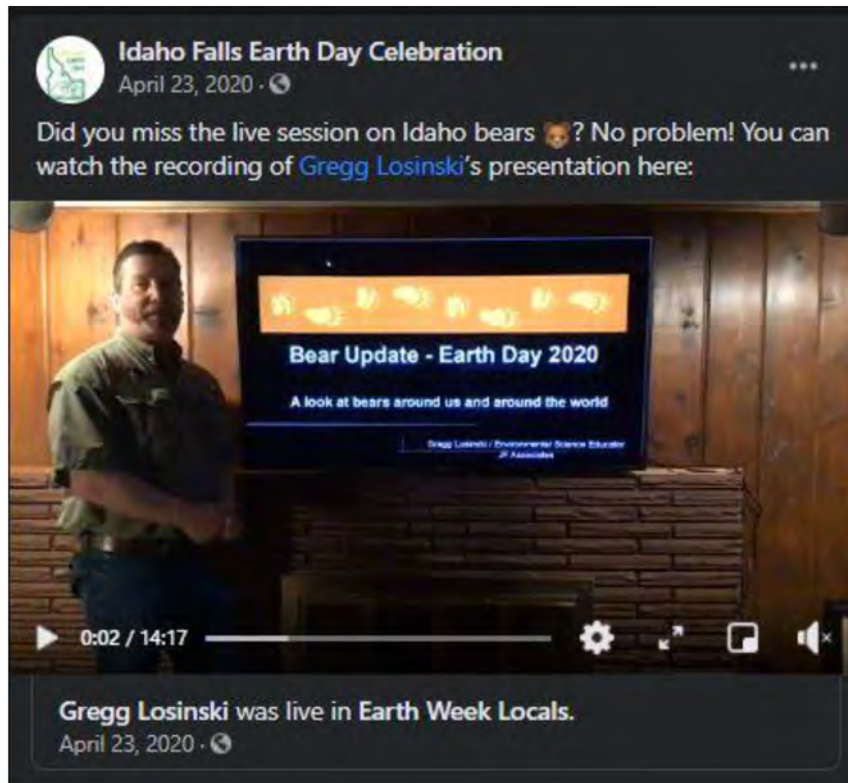 Idaho Falls Earth Day Celebration
April 23, 2020 ·
Did you miss the live session on Idaho bears 🐻? No problem! You can
watch the recording of Gregg Losinski's presentation here:
Bear Update - Earth Day 2020
A look at bears around us and around the world
Gregg Losinski / Environmental Science Educator
JF Associates
0:02 / 14:17
Gregg Losinski was live in Earth Week Locals.
April 23, 2020 ·